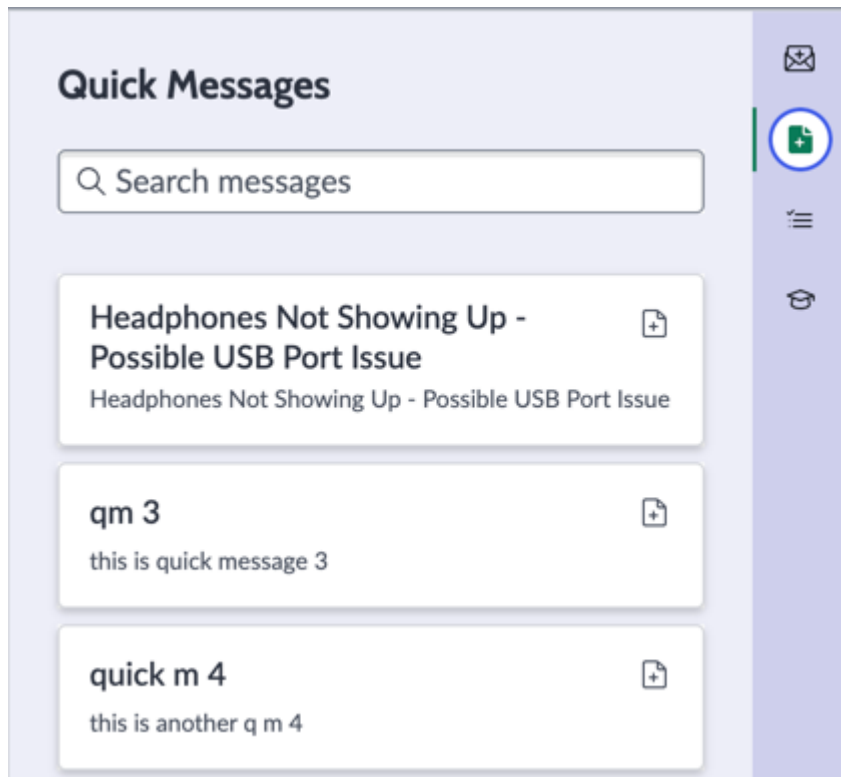 Quick Messages
Search messages
Headphones Not Showing Up -
Possible USB Port Issue
Headphones Not Showing Up - Possible USB Port Issue
qm 3
this is quick message 3
quick m 4
this is another q m 4